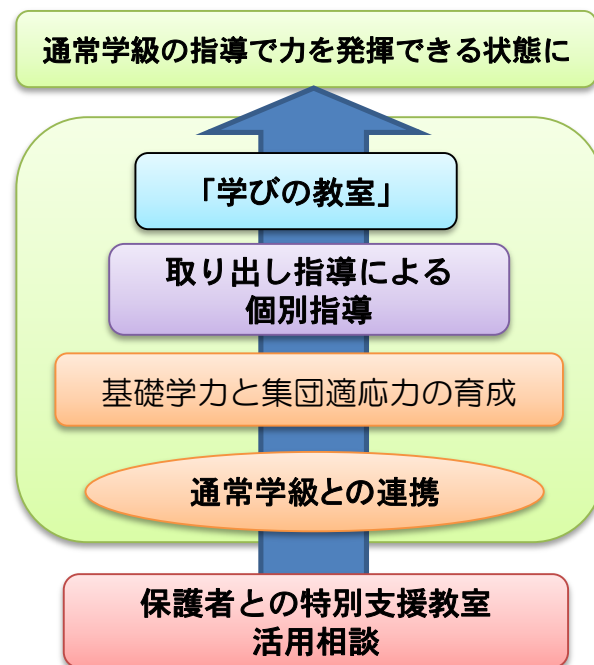 通常学級の指導で力を発揮できる状態に
「学びの教室」
取り出し指導による
個別指導
基礎学力と集団適応力の育成
通常学級との連携
保護者との特別支援教室
活用相談